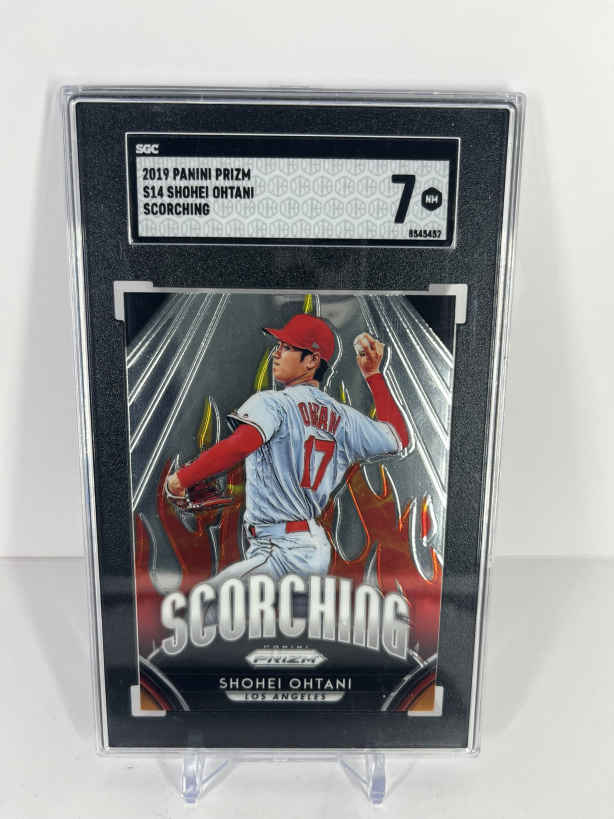 SGC
2019 PANINI PRIZM
S14 SHOHEI OHTANI
SCORCHING
7
NM
8545452
17
SCORCHING
PANINI
PRIZM
SHOHEI OHTANI
LOS ANGELES